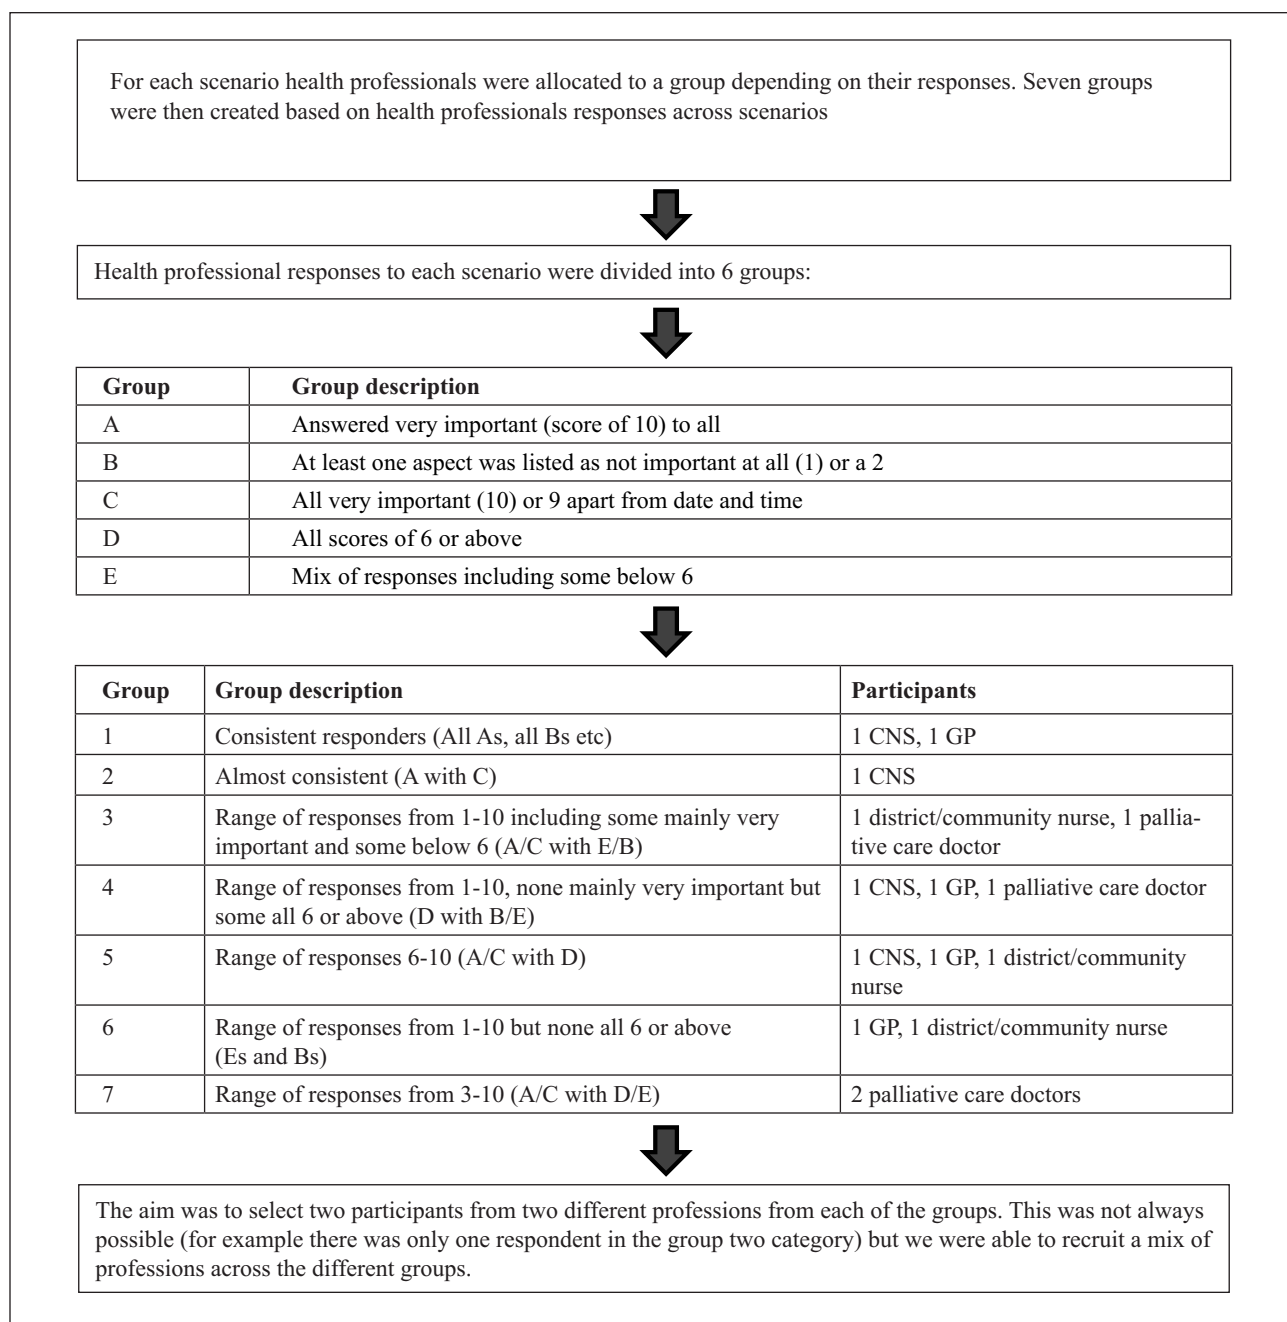 For each scenario health professionals were allocated to a group depending on their responses. Seven groups
were then created based on health professionals responses across scenarios
Health professional responses to each scenario were divided into 6 groups:
Group Group description
A Answered very important (score of 10) to all
B At least one aspect was listed as not important at all (1) or a 2
C All very important (10) or 9 apart from date and time
D All scores of 6 or above
E Mix of responses including some below 6
Group Group description Participants
1 Consistent responders (All As, all Bs etc) 1 CNS, 1 GP
2 Almost consistent (A with C) 1 CNS
3 Range of responses from 1-10 including some mainly very 1 district/community nurse, 1 pallia-
important and some below 6 (A/C with E/B) tive care doctor
4 Range of responses from 1-10, none mainly very important but 1 CNS, 1 GP, 1 palliative care doctor
some all 6 or above (D with B/E)
5 Range of responses 6-10 (A/C with D) 1 CNS, 1 GP, 1 district/community
nurse
6 Range of responses from 1-10 but none all 6 or above 1 GP, 1 district/community nurse
(Es and Bs)
7 Range of responses from 3-10 (A/C with D/E) 2 palliative care doctors
The aim was to select two participants from two different professions from each of the groups. This was not always
possible (for example there was only one respondent in the group two category) but we were able to recruit a mix of
professions across the different groups.